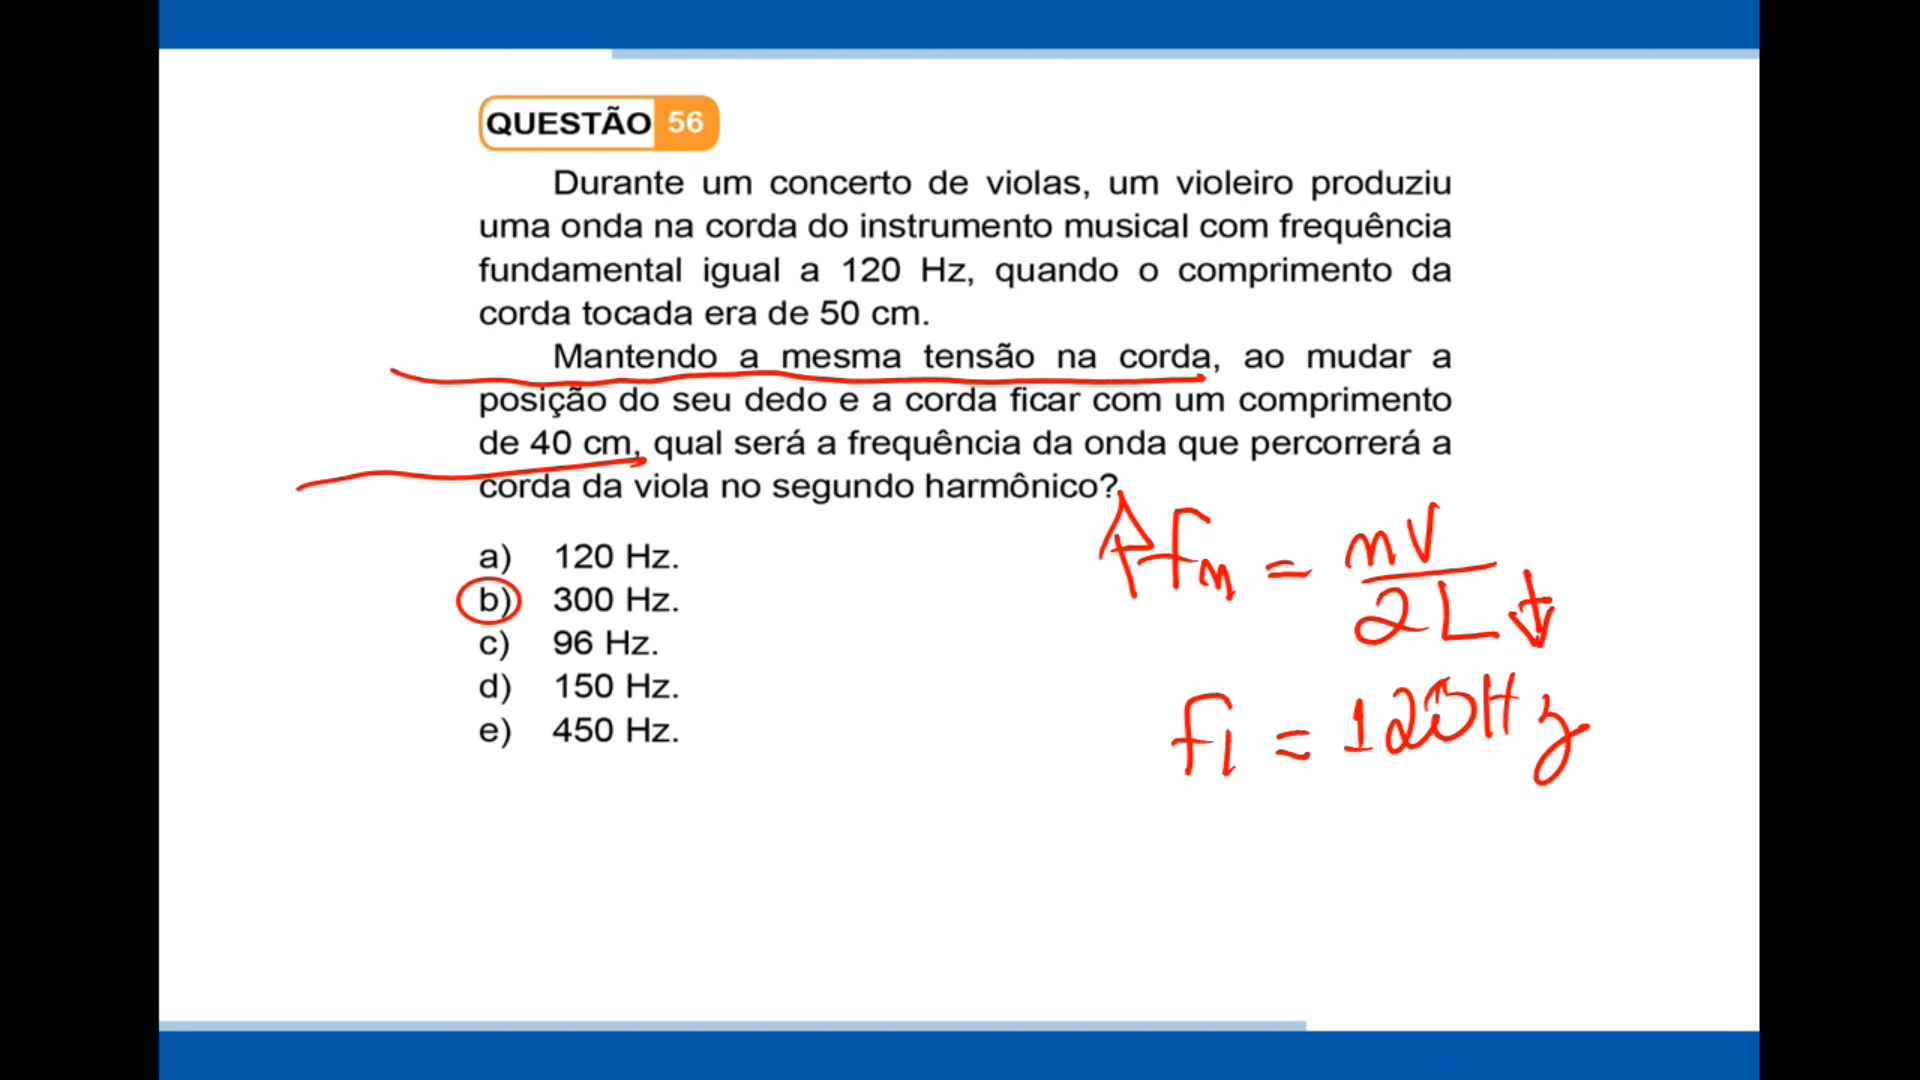 QUESTÃO 56
Durante um concerto de violas, um violeiro produziu
uma onda na corda do instrumento musical com frequência
fundamental igual a 120 Hz, quando o comprimento da
corda tocada era de 50 cm.
Mantendo a mesma tensão na corda, ao mudar a
posição do seu dedo e a corda ficar com um comprimento
de 40 cm, qual será a frequência da onda que percorrerá a
corda da viola no segundo harmônico?
a) 120 Hz.
b) 300 Hz.
c) 96 Hz.
d) 150 Hz.
e) 450 Hz.
↑fn = nV
2L↓
f1 = 120Hz